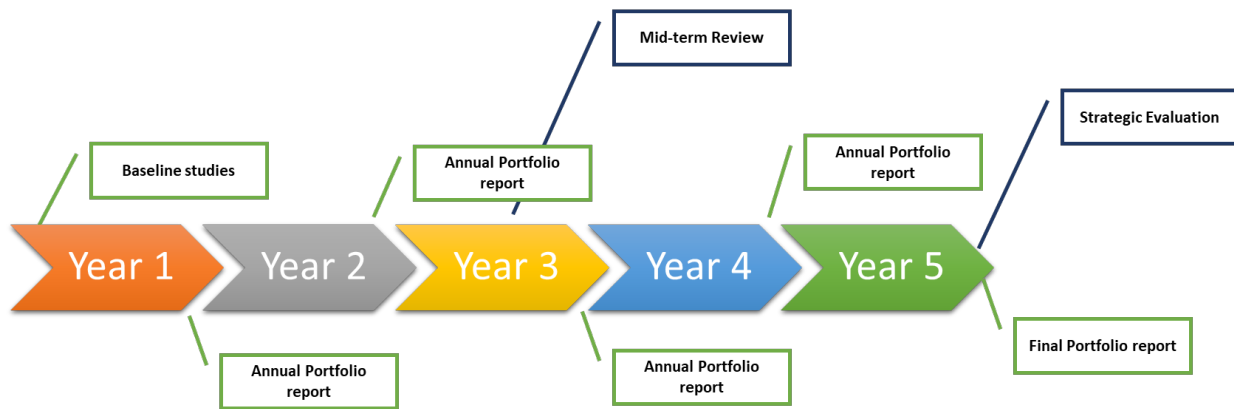 Mid-term Review
Strategic Evaluation
Baseline studies
Annual Portfolio
report
Annual Portfolio
report
Year 1
Year 2
Year 3
Year 4
Year 5
Annual Portfolio
report
Annual Portfolio
report
Final Portfolio report